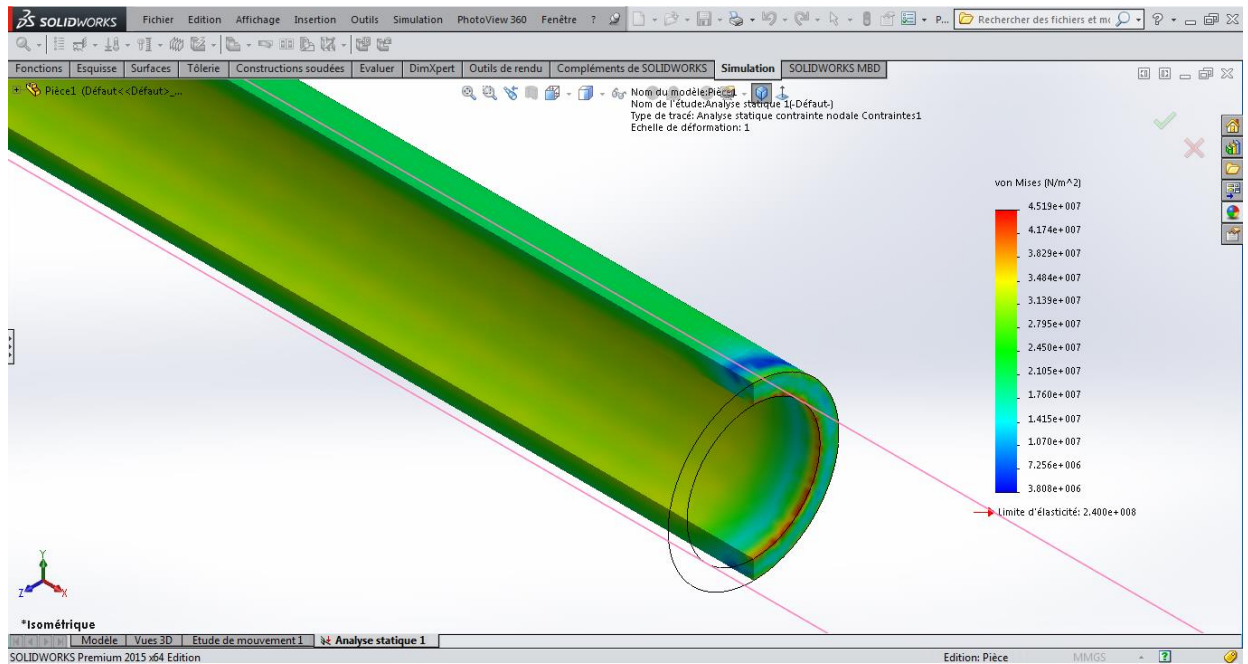 SOLIDWORKS Fichier Edition Affichage Insertion Outils Simulation PhotoView 360 Fenêtre ? P... Rechercher des fichiers et mo
Fonctions Esquisse Surfaces Tôlerie Constructions soudées Evaluer DimXpert Outils de rendu Compléments de SOLIDWORKS Simulation SOLIDWORKS MBD
Pièce1 (Défaut<<Défaut>_...
Nom du modèle:Pièce1
Nom de l'étude:Analyse statique 1(-Défaut-)
Type de tracé: Analyse statique contrainte nodale Contraintes1
Echelle de déformation: 1
von Mises (N/m^2)
4.519e+007
4.174e+007
3.829e+007
3.484e+007
3.139e+007
2.795e+007
2.450e+007
2.105e+007
1.760e+007
1.415e+007
1.070e+007
7.256e+006
3.808e+006
Limite d'élasticité: 2.400e+008
Y
Z
X
*Isométrique
Modèle Vues 3D Etude de mouvement 1 Analyse statique 1
SOLIDWORKS Premium 2015 x64 Edition Edition: Pièce MMGS ?